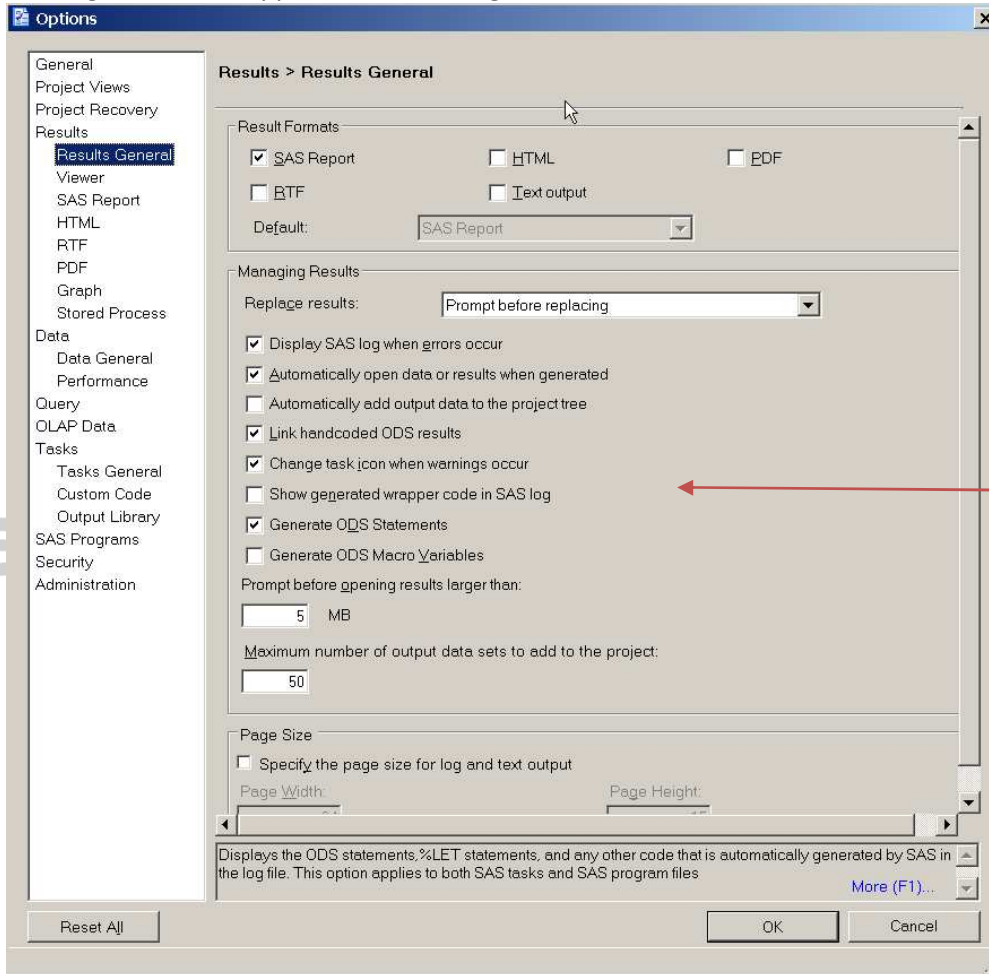 Options
General
Project Views
Project Recovery
Results
Results General
Viewer
SAS Report
HTML
RTF
PDF
Graph
Stored Process
Data
Data General
Performance
Query
OLAP Data
Tasks
Tasks General
Custom Code
Output Library
SAS Programs
Security
Administration
Results > Results General
Result Formats
SAS Report HTML PDF
RTF Text output
Default: SAS Report
Managing Results
Replace results: Prompt before replacing
Display SAS log when errors occur
Automatically open data or results when generated
Automatically add output data to the project tree
Link handcoded ODS results
Change task icon when warnings occur
Show generated wrapper code in SAS log
Generate ODS Statements
Generate ODS Macro Variables
Prompt before opening results larger than:
5 MB
Maximum number of output data sets to add to the project:
50
Page Size
Specify the page size for log and text output
Page Width: Page Height:
Displays the ODS statements,%LET statements, and any other code that is automatically generated by SAS in
the log file. This option applies to both SAS tasks and SAS program files
More (F1)...
Reset All OK Cancel